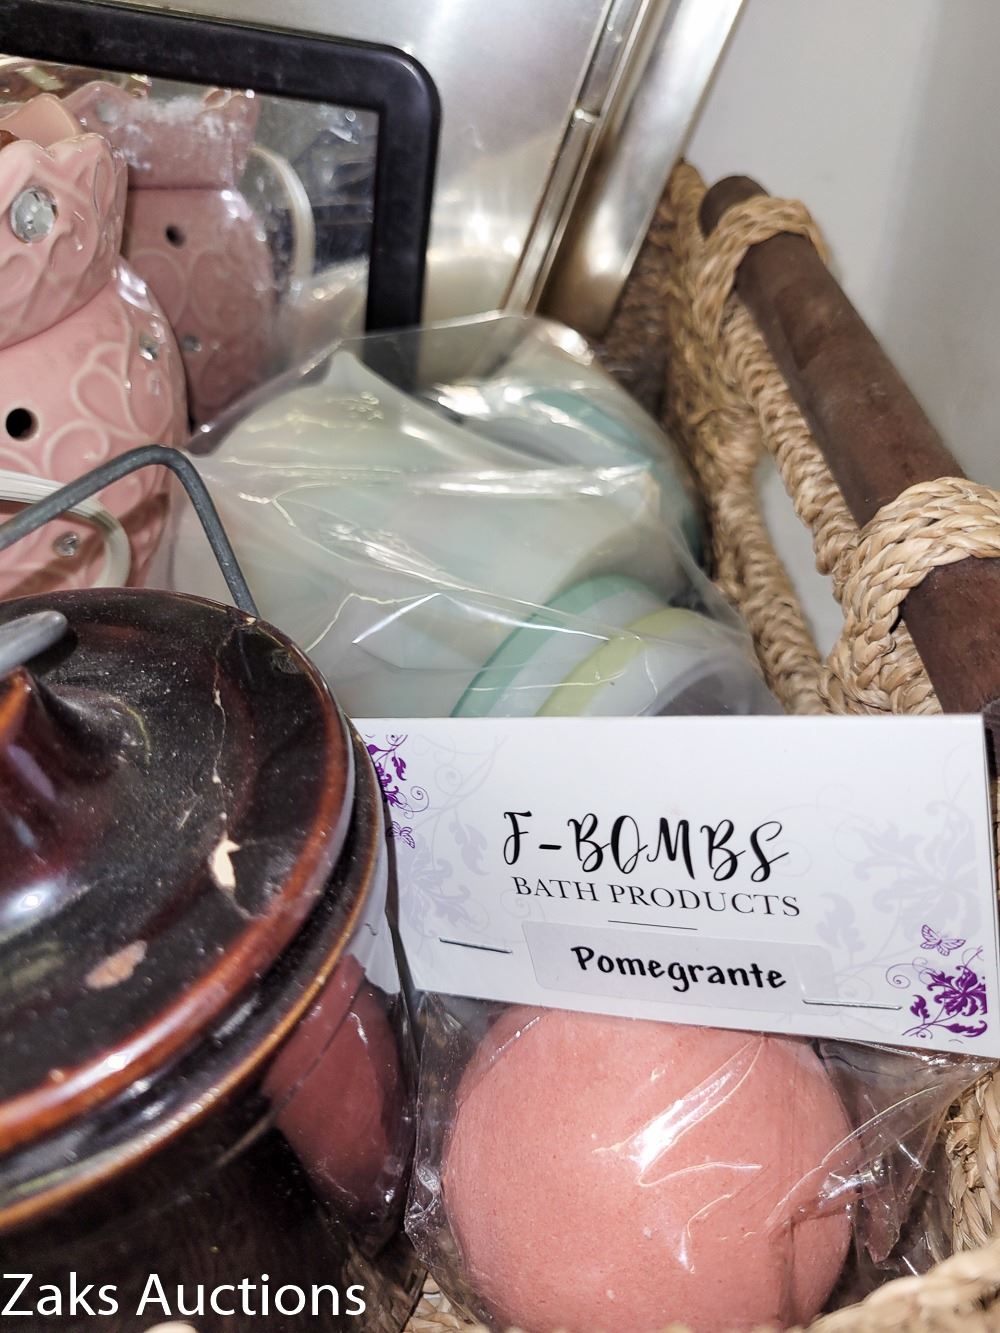 F-BOMBS
BATH PRODUCTS
Pomegrante
Zaks Auctions